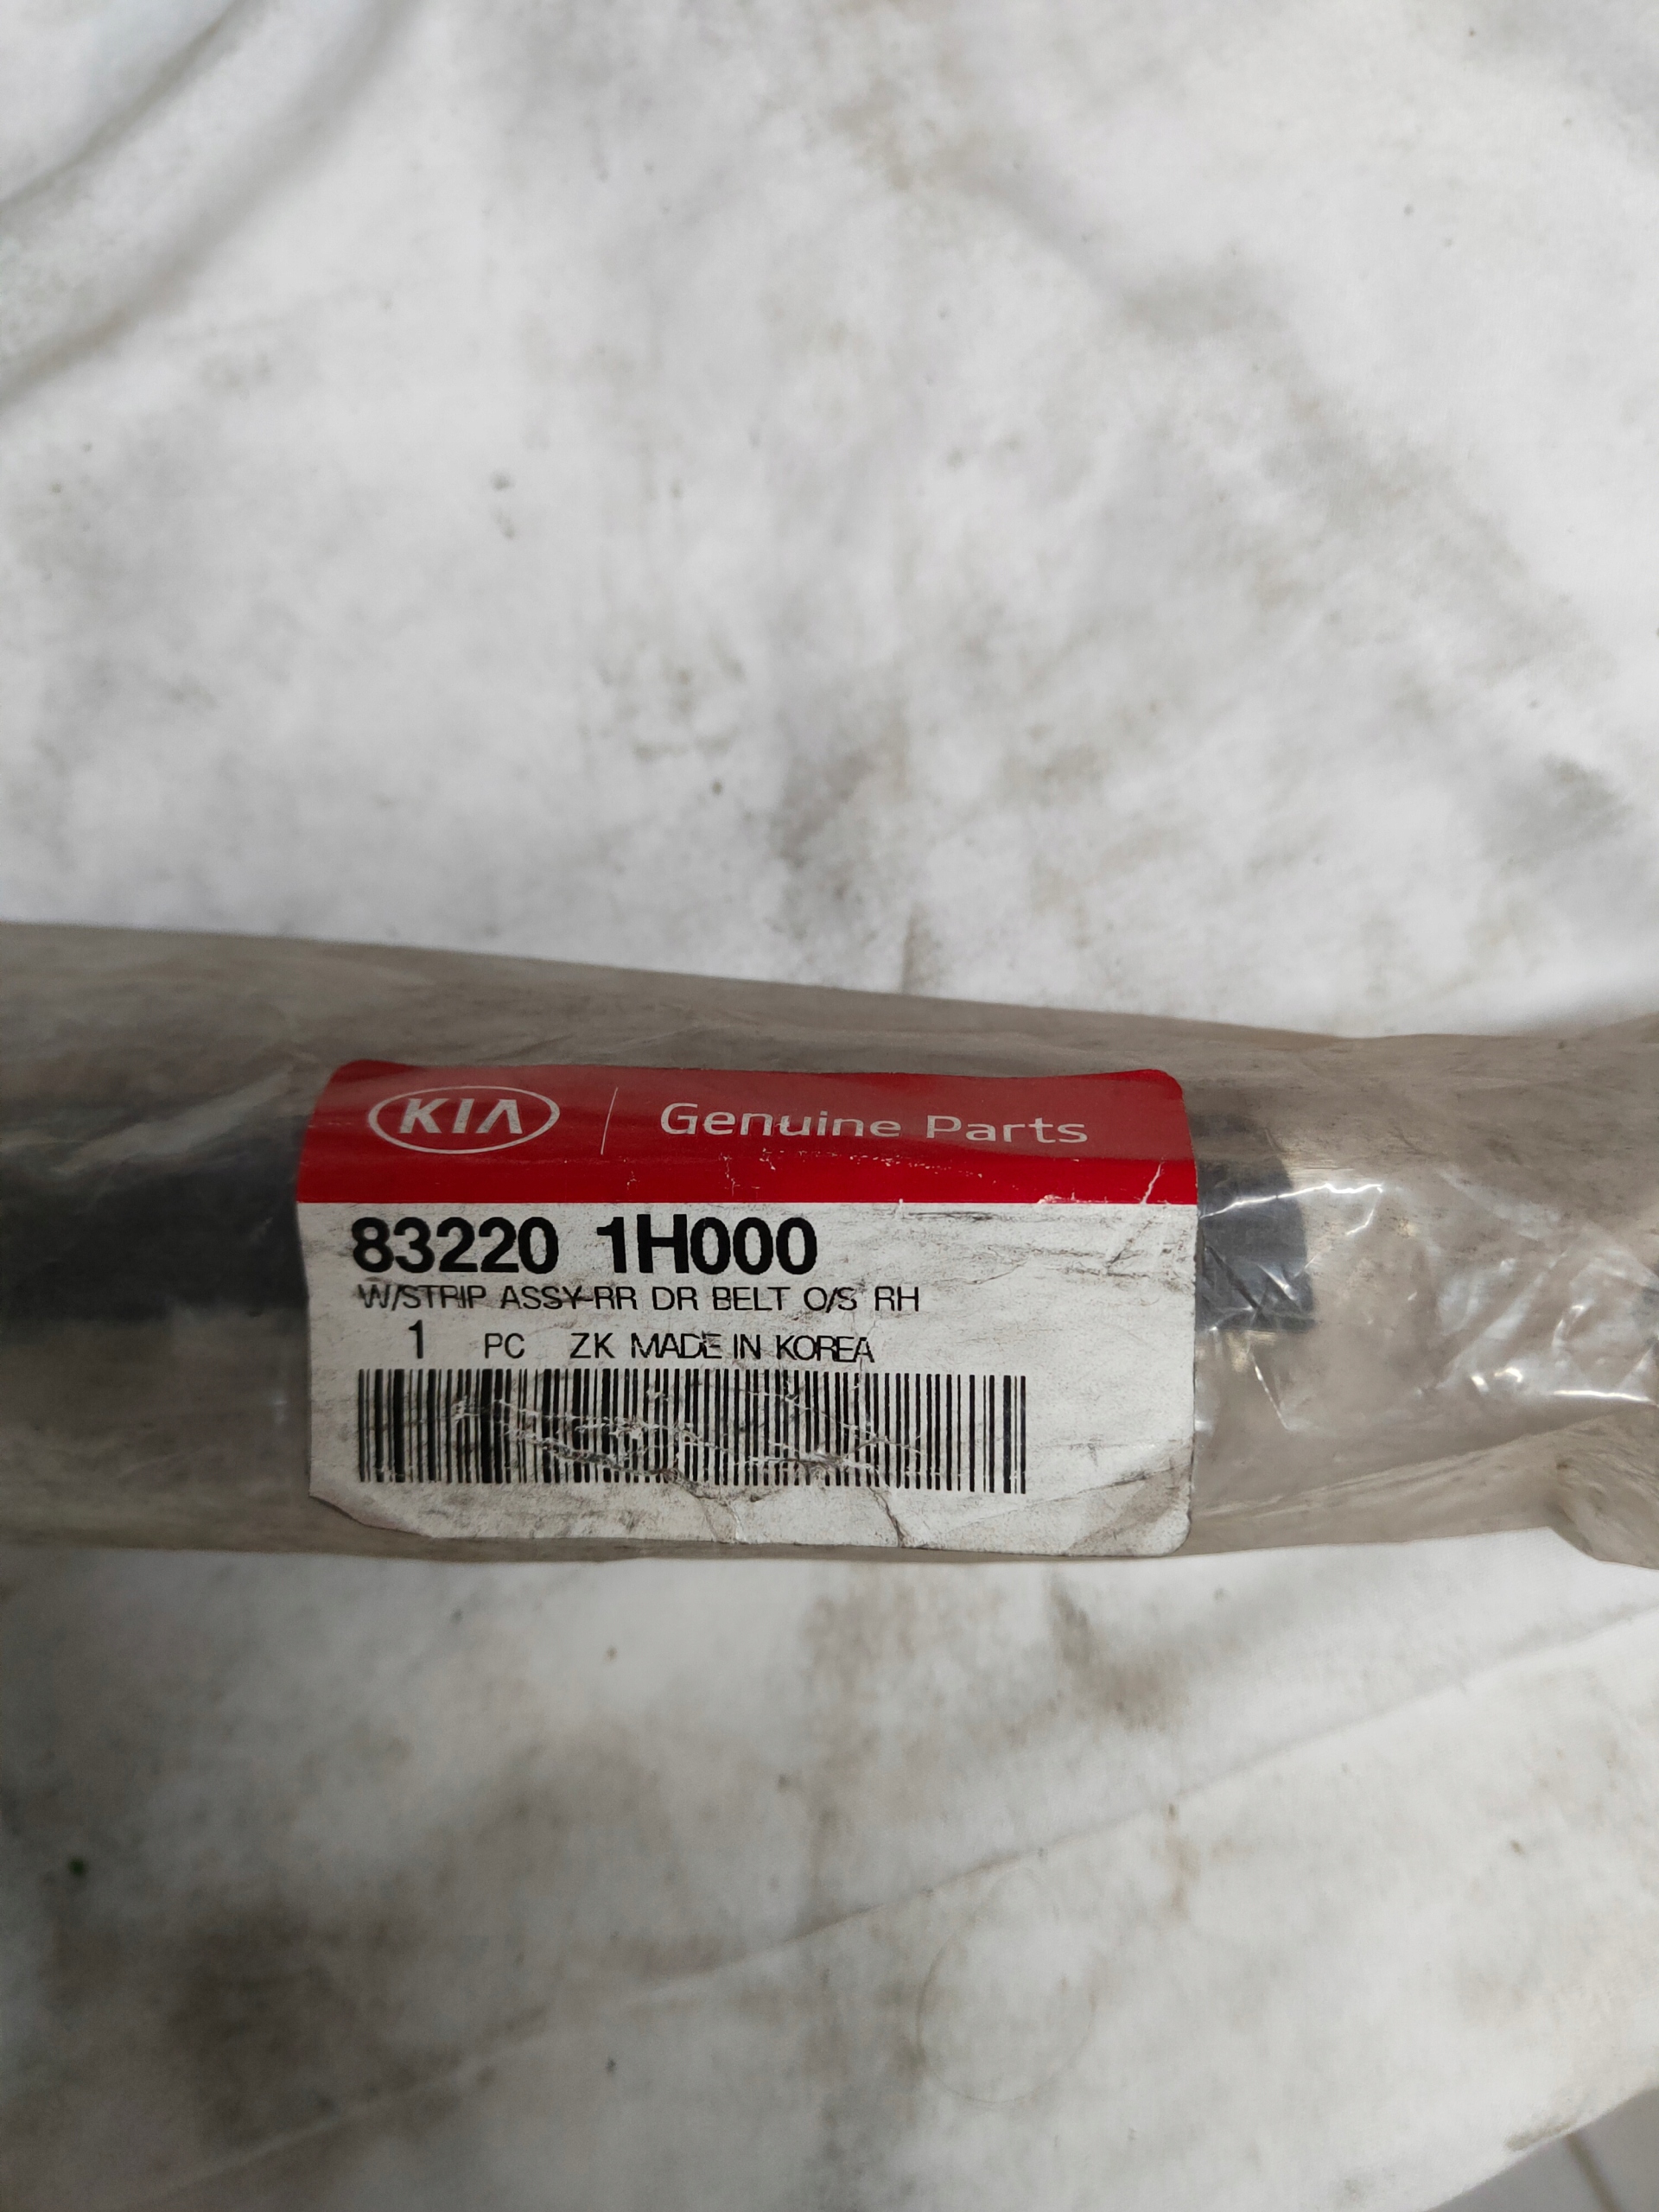 KIA | Genuine Parts
83220 1H000
W/STRIP ASSY-RR DR BELT O/S RH
1 PC ZK MADE IN KOREA